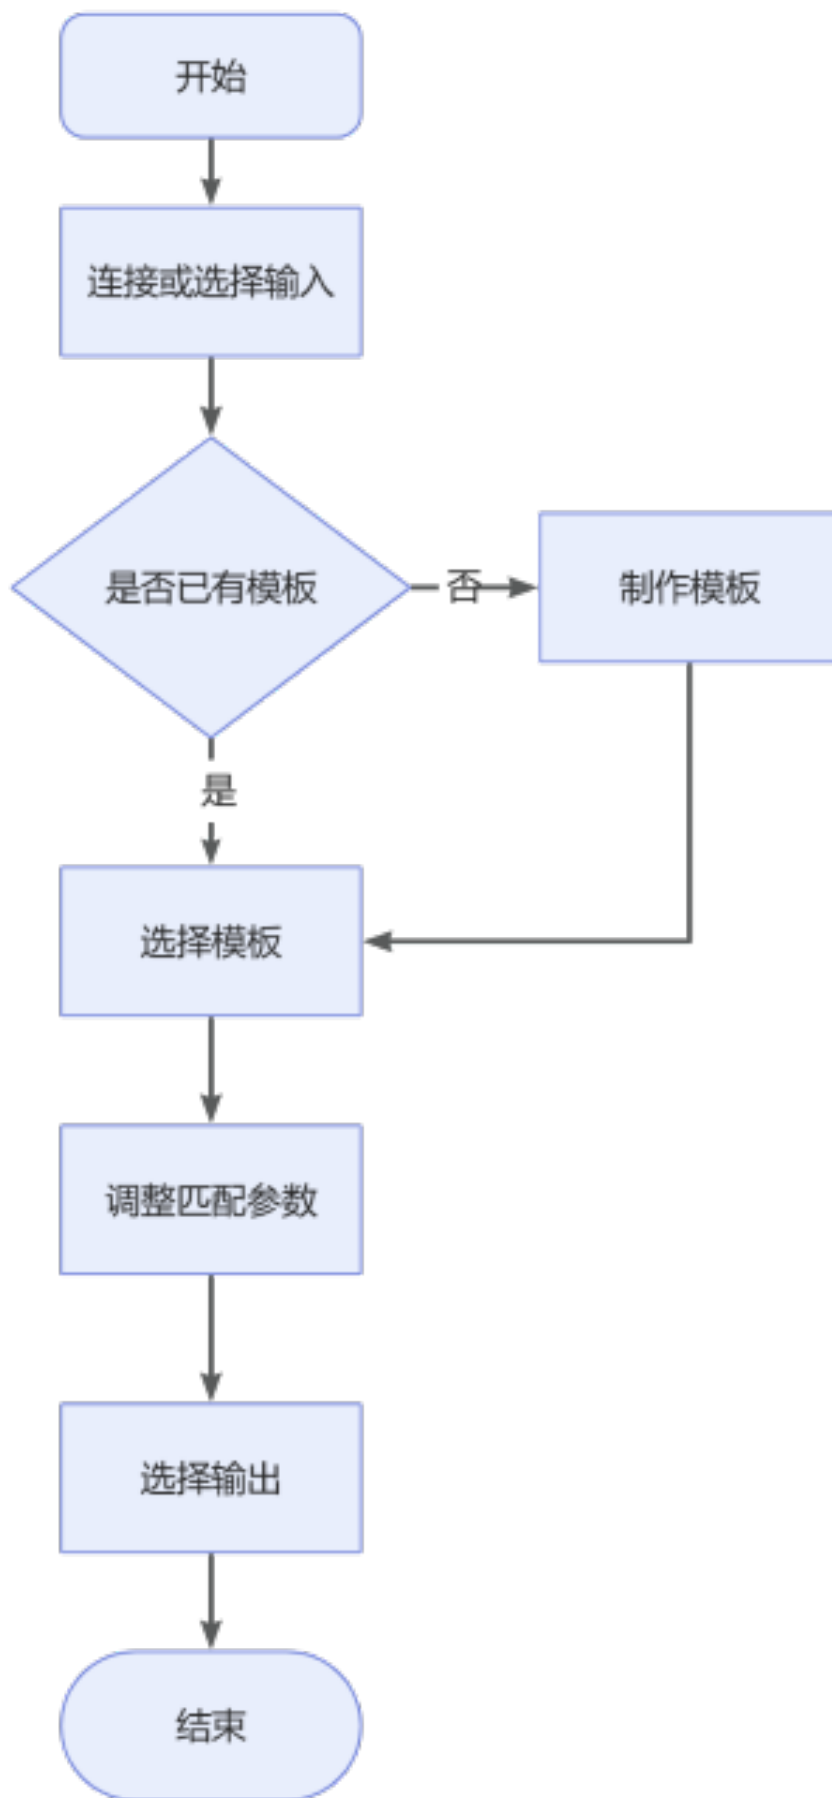 开始
连接或选择输入
是否已有模板
否
制作模板
是
选择模板
调整匹配参数
选择输出
结束